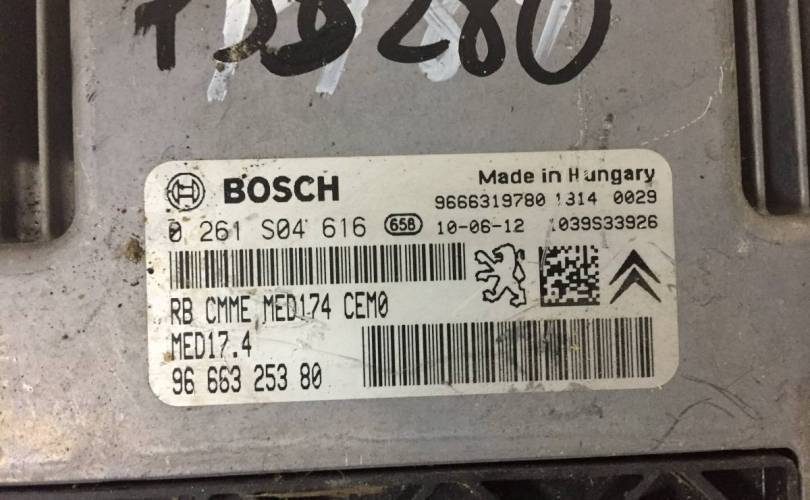 BOSCH
Made in Hungary
9666319780 1314 0029
0 261 S04 616 658 10-06-12 1039S33926
RB CMME MED174 CEM0
MED17.4
96 663 253 80